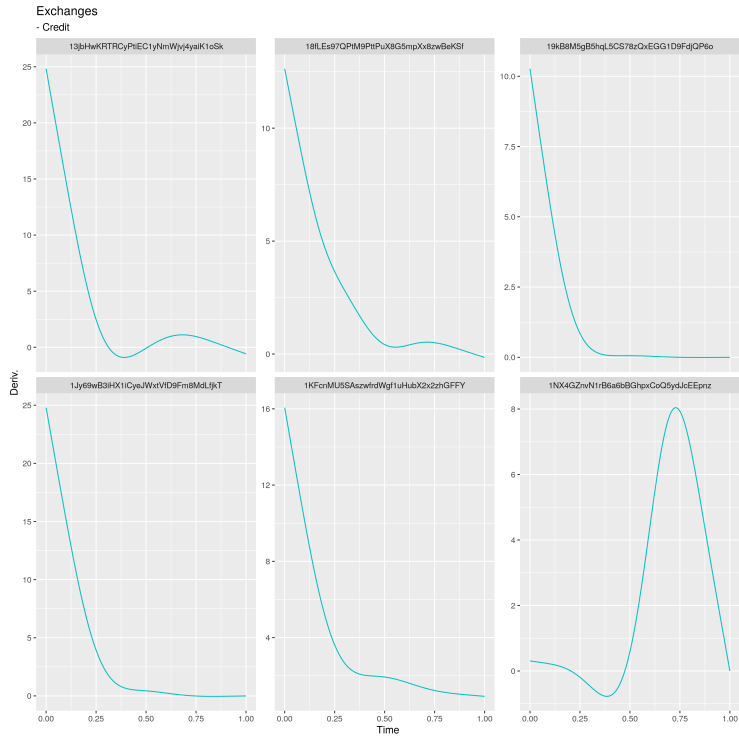 Exchanges
- Credit
13jbHwKRTRCyPtiEC1yNmWjvj4yaiK1oSk
18fLEs97QPtM9PttPuX8G5mpXx8zwBeKSf
19kB8M5gB5hqL5CS78zQxEGG1D9FdjQP6o
25
20
15
10
5
0
10
5
0
10.0
7.5
5.0
2.5
0.0
Deriv.
1Jy69wB3iHX1iCyeJWxtVfD9Fm8MdLfjkT
1KFcnMU5SAszwfrdWgf1uHubX2x2zhGFFY
1NX4GZnvN1rB6a6bBGhpxCoQ5ydJcEEpnz
25
20
15
10
5
0
16
12
8
4
8
6
4
2
0
0.00 0.25 0.50 0.75 1.00
0.00 0.25 0.50 0.75 1.00
0.00 0.25 0.50 0.75 1.00
Time